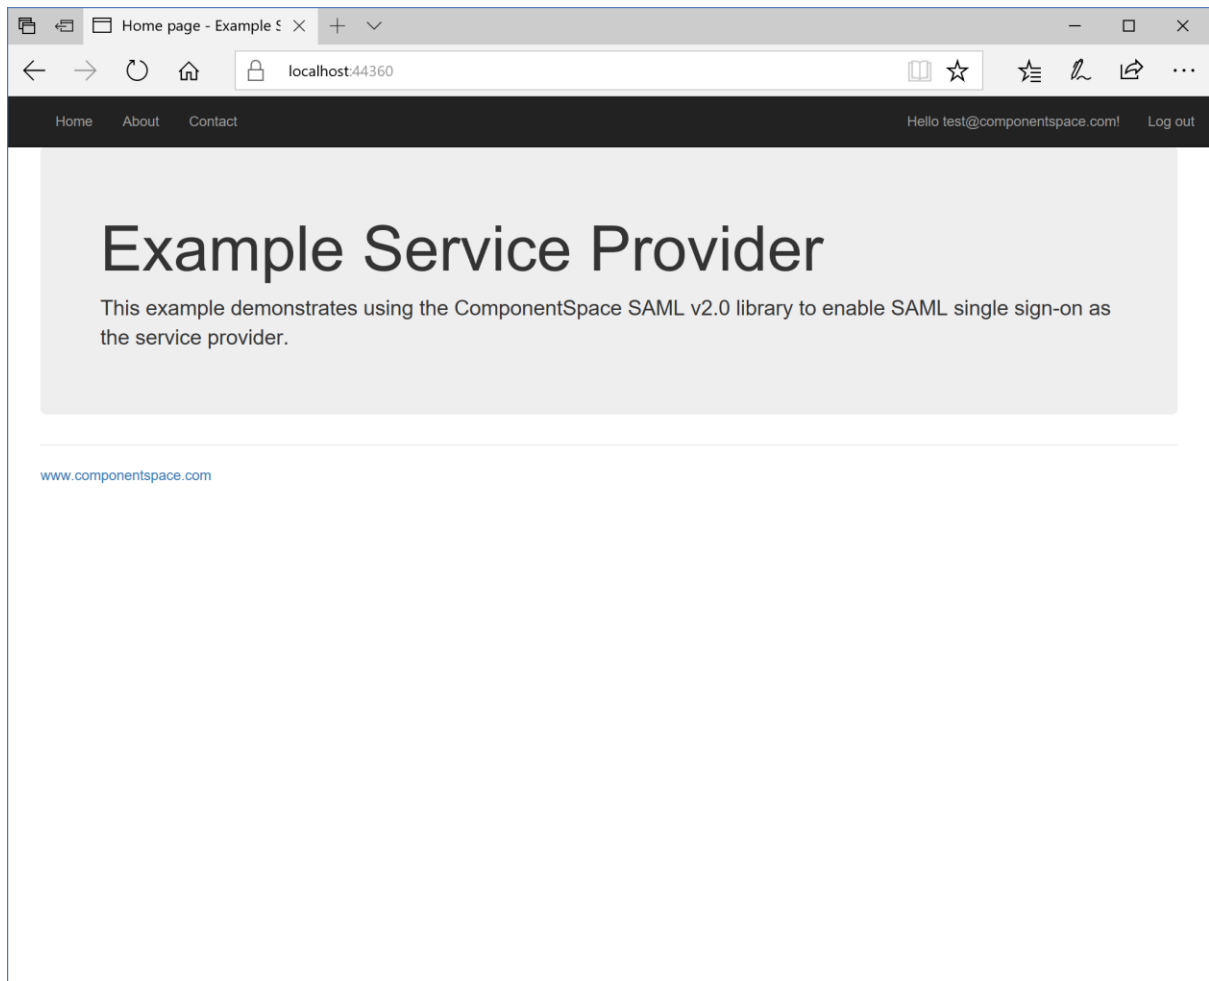 Home page - Example S
localhost:44360
Home About Contact Hello test@componentspace.com! Log out
Example Service Provider
This example demonstrates using the ComponentSpace SAML v2.0 library to enable SAML single sign-on as
the service provider.
www.componentspace.com